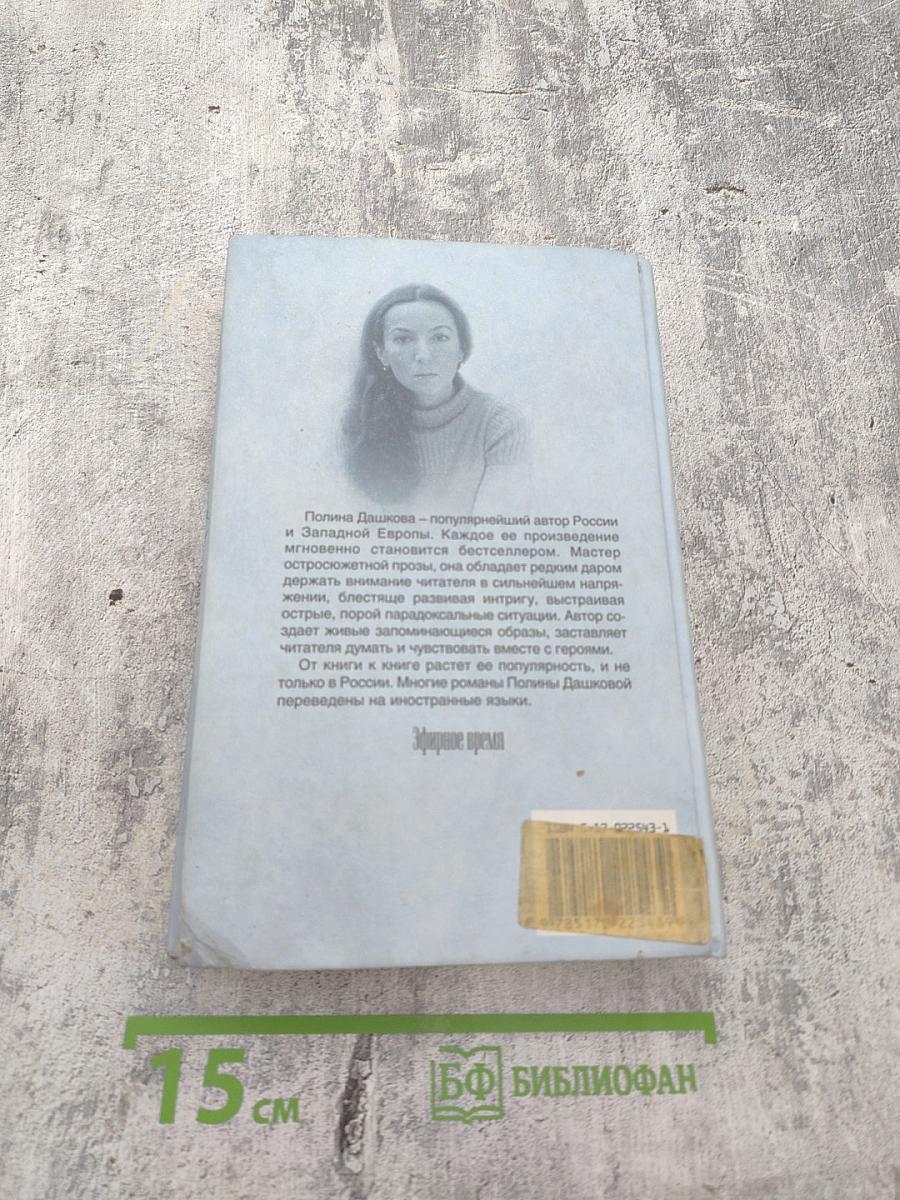 Полина Дашкова – популярнейший автор России
и Западной Европы. Каждое ее произведение
мгновенно становится бестселлером. Мастер
остросюжетной прозы, она обладает редким даром
держать внимание читателя в сильнейшем напря-
жении, блестяще развивая интригу, выстраивая
острые, порой парадоксальные ситуации. Автор со-
здает живые запоминающиеся образы, заставляет
читателя думать и чувствовать вместе с героями.
От книги к книге растет ее популярность, и не
только в России. Многие романы Полины Дашковой
переведены на иностранные языки.
Эфирное время
022543-1
15 см
БФ БИБЛИОФАН